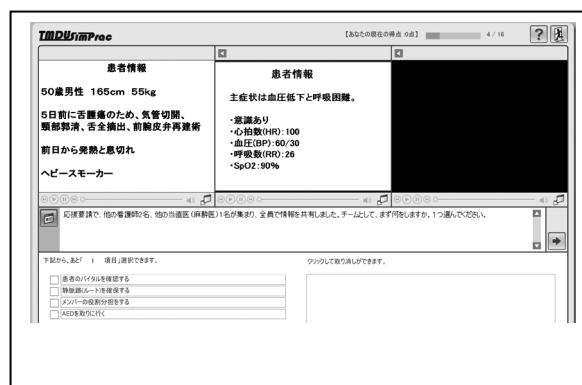 TMDUSimPrac
【あなたの現在の得点 :0点】
4 / 16
?
患者情報
50歳男性 165cm 55kg
5日前に舌腫瘍のため、気管切開、
頸部郭清、舌全摘出、前腕皮弁再建術
前日から発熱と息切れ
ヘビースモーカー
患者情報
主症状は血圧低下と呼吸困難。
・意識あり
・心拍数(HR):100
・血圧(BP):60/30
・呼吸数(RR):26
・SpO2:90%
応援要請で、他の看護師2名、他の当直医(麻酔医)1名が集まり、全員で情報を共有しました。チームとして、まず何をしますか。1つ選んでください。
下記から、あと「 1 項目」選択できます。
クリックして取り消しができます。
患者のバイタルを確認する
静脈路(ルート)を確保する
メンバーの役割分担をする
AEDを取りに行く